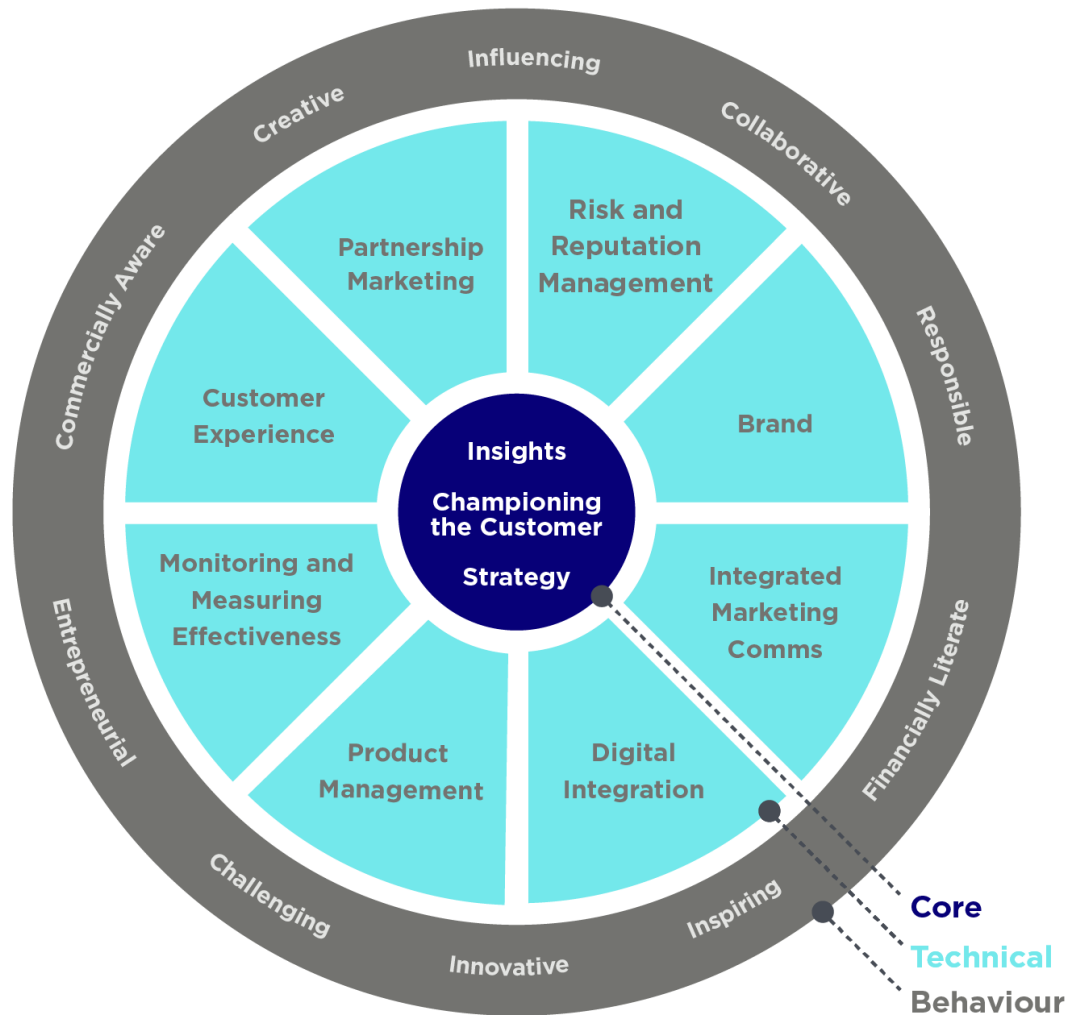 Influencing
Collaborative
Responsible
Financially Literate
Inspiring
Innovative
Challenging
Entrepreneurial
Commercially Aware
Creative
Partnership
Marketing
Risk and
Reputation
Management
Brand
Integrated
Marketing
Comms
Digital
Integration
Product
Management
Monitoring and
Measuring
Effectiveness
Customer
Experience
Insights
Championing
the Customer
Strategy
Core
Technical
Behaviour